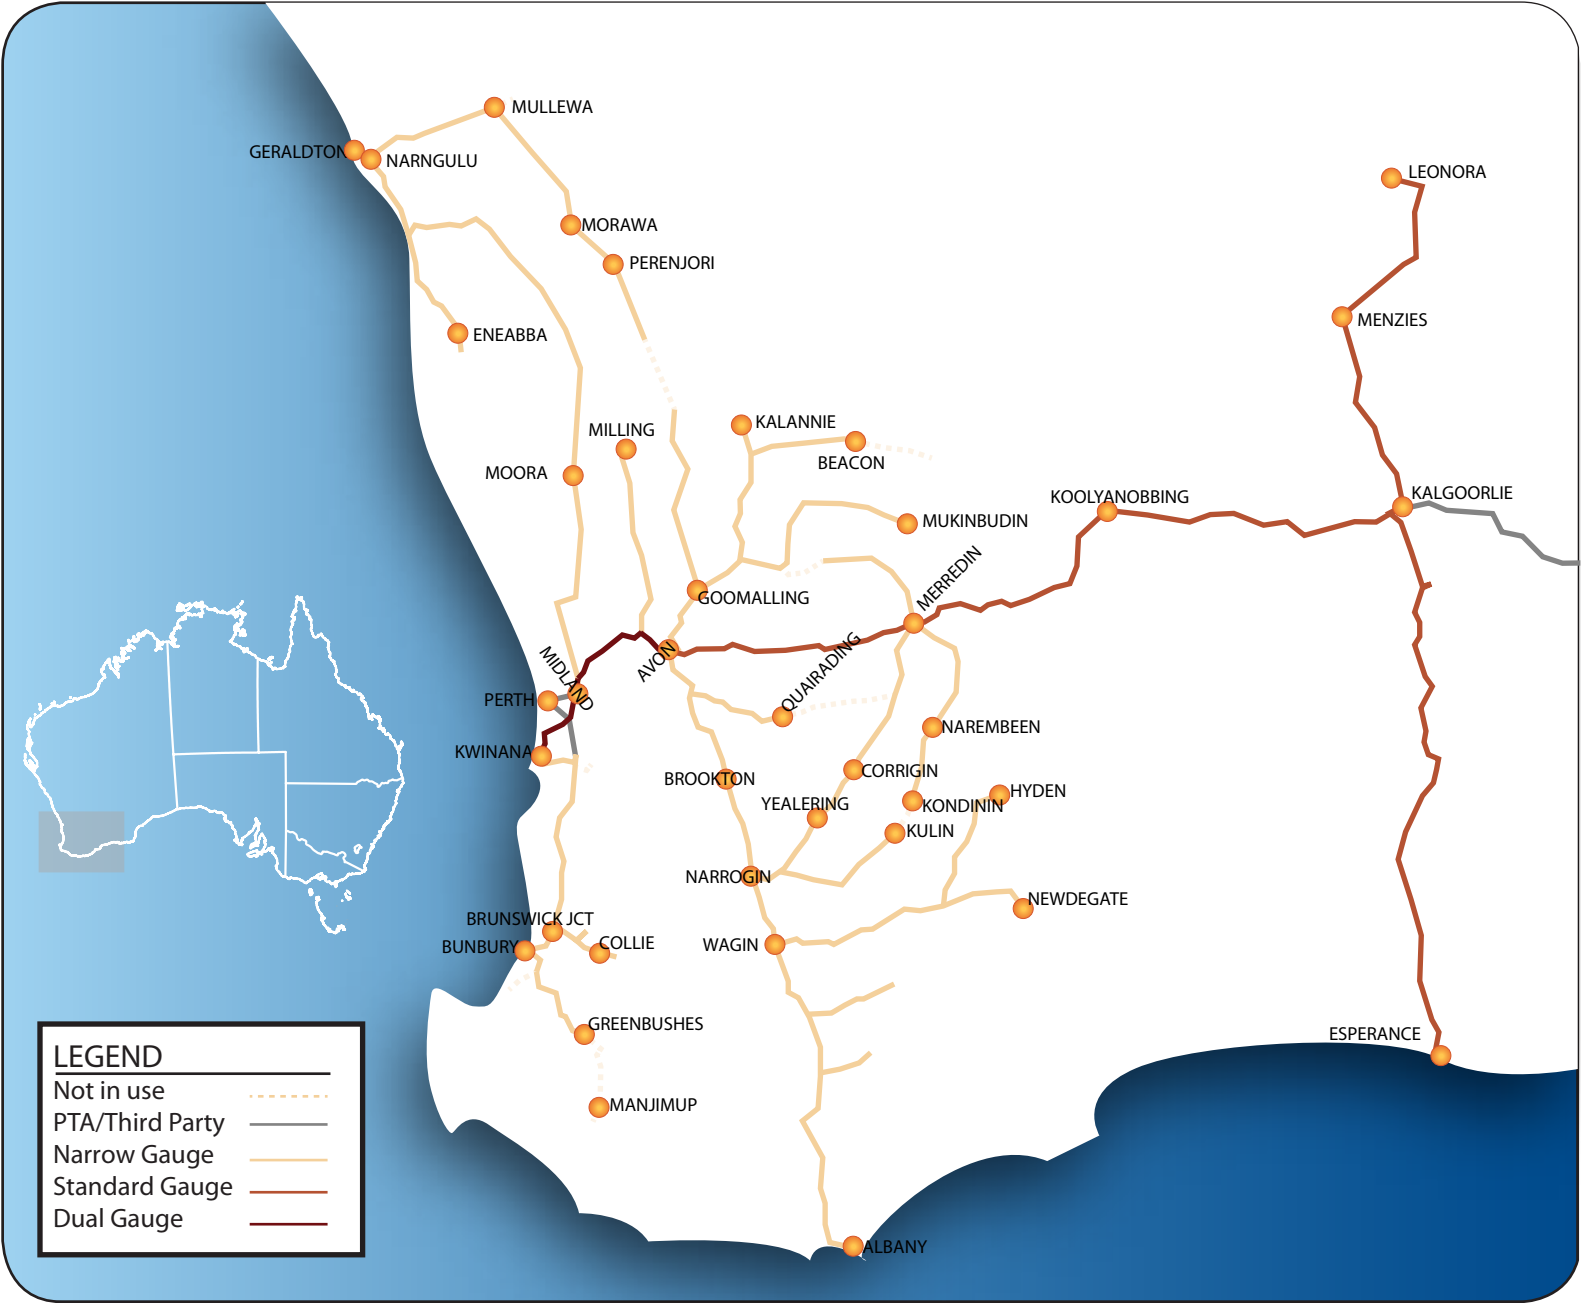 MULLEWA
GERALDTON
NARNGULU
LEONORA
MORAWA
PERENJORI
MENZIES
ENEABBA
KALANNIE
MILLING
BEACON
MOORA
KOOLYANOBBING
KALGOORLIE
MUKINBUDIN
MERREDIN
GOOMALLING
MIDLAND
AVON
QUAIRADING
PERTH
NAREMBEEN
KWINANA
BROOKTON
CORRIGIN
HYDEN
YEALERING
KONDININ
KULIN
NARROGIN
NEWDEGATE
BRUNSWICK JCT
BUNBURY
COLLIE
WAGIN
GREENBUSHES
ESPERANCE
MANJIMUP
ALBANY
LEGEND
Not in use
PTA/Third Party
Narrow Gauge
Standard Gauge
Dual Gauge